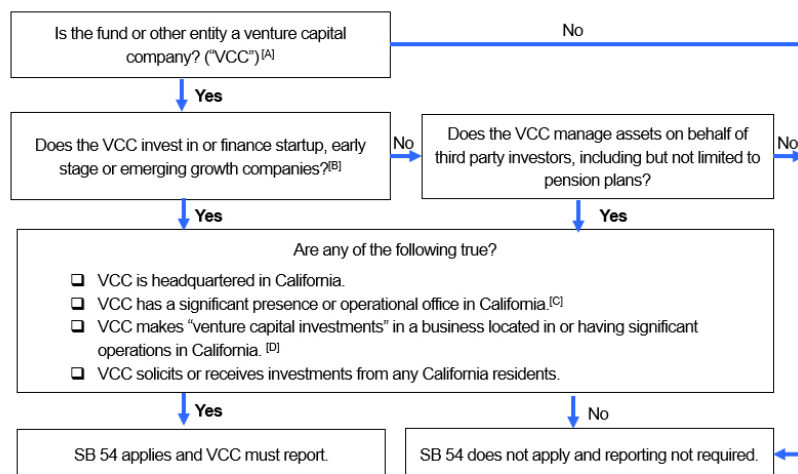 Is the fund or other entity a venture capital
company? ("VCC") [A]
No
Yes
Does the VCC invest in or finance startup, early
stage or emerging growth companies?[B]
No
Does the VCC manage assets on behalf of
third party investors, including but not limited to
pension plans?
No
Yes
Yes
Are any of the following true?
❑ VCC is headquartered in California.
❑ VCC has a significant presence or operational office in California.[C]
❑ VCC makes “venture capital investments” in a business located in or having significant
operations in California. [D]
❑ VCC solicits or receives investments from any California residents.
Yes
No
SB 54 applies and VCC must report.
SB 54 does not apply and reporting not required.